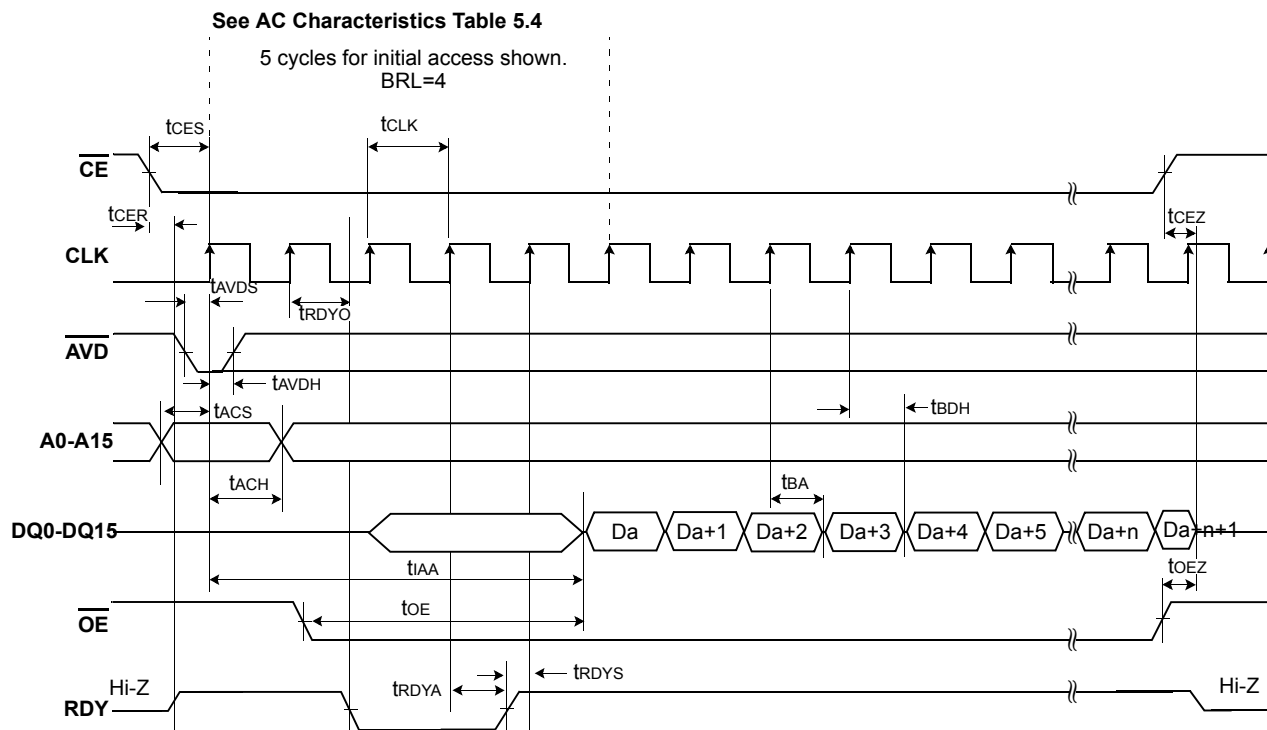 See AC Characteristics Table 5.4
5 cycles for initial access shown.
BRL=4
tCES
tCLK
CE
tCER
tCEZ
CLK
tAVDS
tRDYO
AVD
tAVDH
tBDH
tACS
A0-A15
tACH
tBA
DQ0-DQ15
Da
Da+1
Da+2
Da+3
Da+4
Da+5
Da+n
Da+n+1
tIAA
tOEZ
tOE
OE
tRDYS
tRDYA
Hi-Z
Hi-Z
RDY